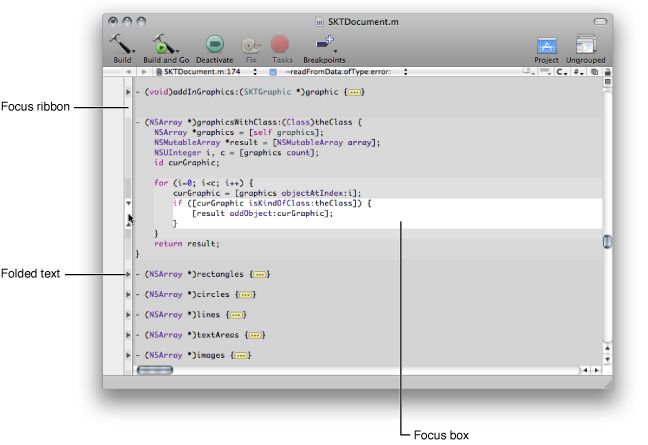 SKTDocument.m
Build Build and Go Deactivate Fix Tasks Breakpoints Project Ungrouped
SKTDocument.m:174 -readFromData:ofType:error: C, #,
Focus ribbon
- (void)addInGraphics:(SKTGraphic *)graphic {...}
- (NSArray *)graphicsWithClass:(Class)theClass {
NSArray *graphics = [self graphics];
NSMutableArray *result = [NSMutableArray array];
NSUInteger i, c = [graphics count];
id curGraphic;
for (i=0; i<c; i++) {
curGraphic = [graphics objectAtIndex:i];
if ([curGraphic isKindOfClass:theClass]) {
[result addObject:curGraphic];
}
}
return result;
}
Folded text
- (NSArray *)rectangles {...}
- (NSArray *)circles {...}
- (NSArray *)lines {...}
- (NSArray *)textAreas {...}
- (NSArray *)images {...}
Focus box